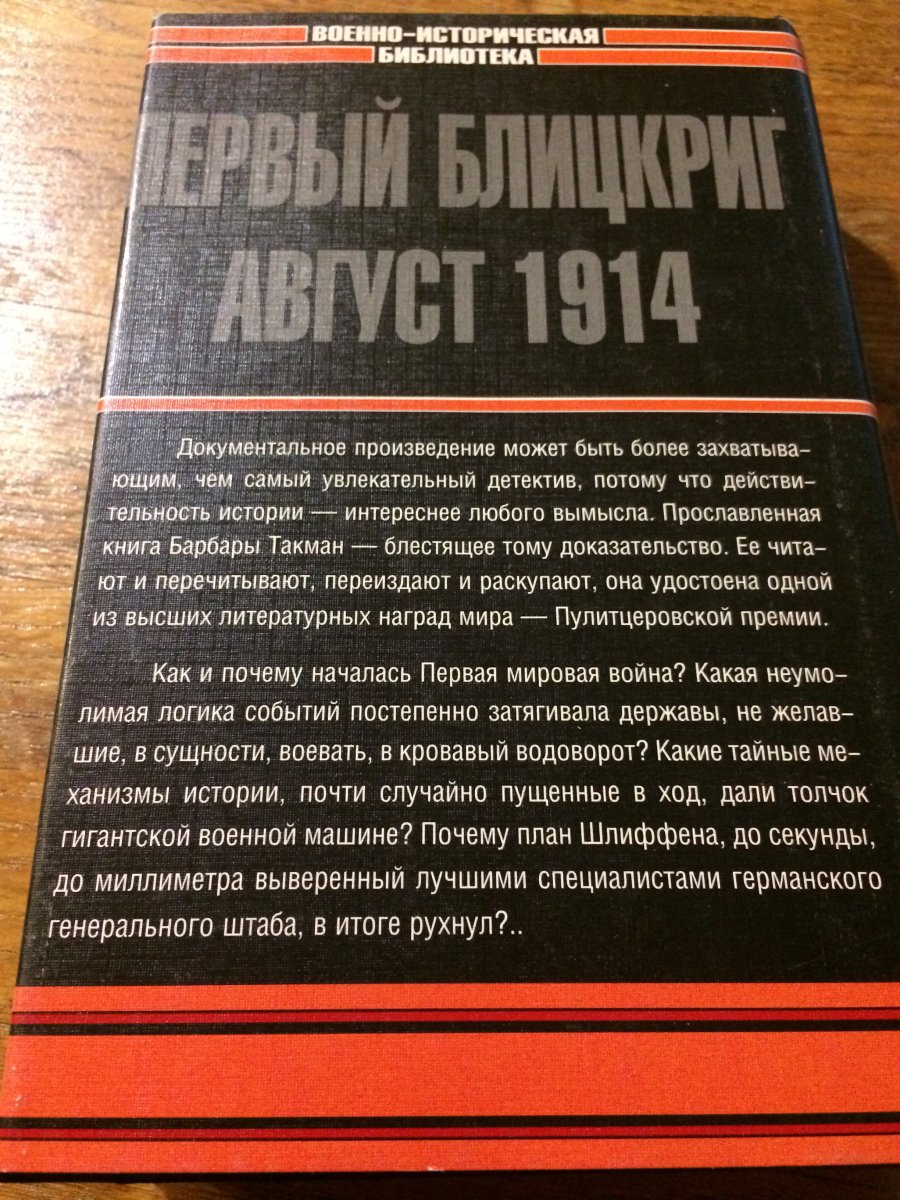 ВОЕННО-ИСТОРИЧЕСКАЯ
БИБЛИОТЕКА
ПЕРВЫЙ БЛИЦКРИГ
АВГУСТ 1914
Документальное произведение может быть более захватыва-
ющим, чем самый увлекательный детектив, потому что действи-
тельность истории — интереснее любого вымысла. Прославленная
книга Барбары Такман — блестящее тому доказательство. Ее чита-
ют и перечитывают, переиздают и раскупают, она удостоена одной
из высших литературных наград мира — Пулитцеровской премии.
Как и почему началась Первая мировая война? Какая неумо-
лимая логика событий постепенно затягивала державы, не желав-
шие, в сущности, воевать, в кровавый водоворот? Какие тайные ме-
ханизмы истории, почти случайно пущенные в ход, дали толчок
гигантской военной машине? Почему план Шлиффена, до секунды,
до миллиметра выверенный лучшими специалистами германского
генерального штаба, в итоге рухнул?..